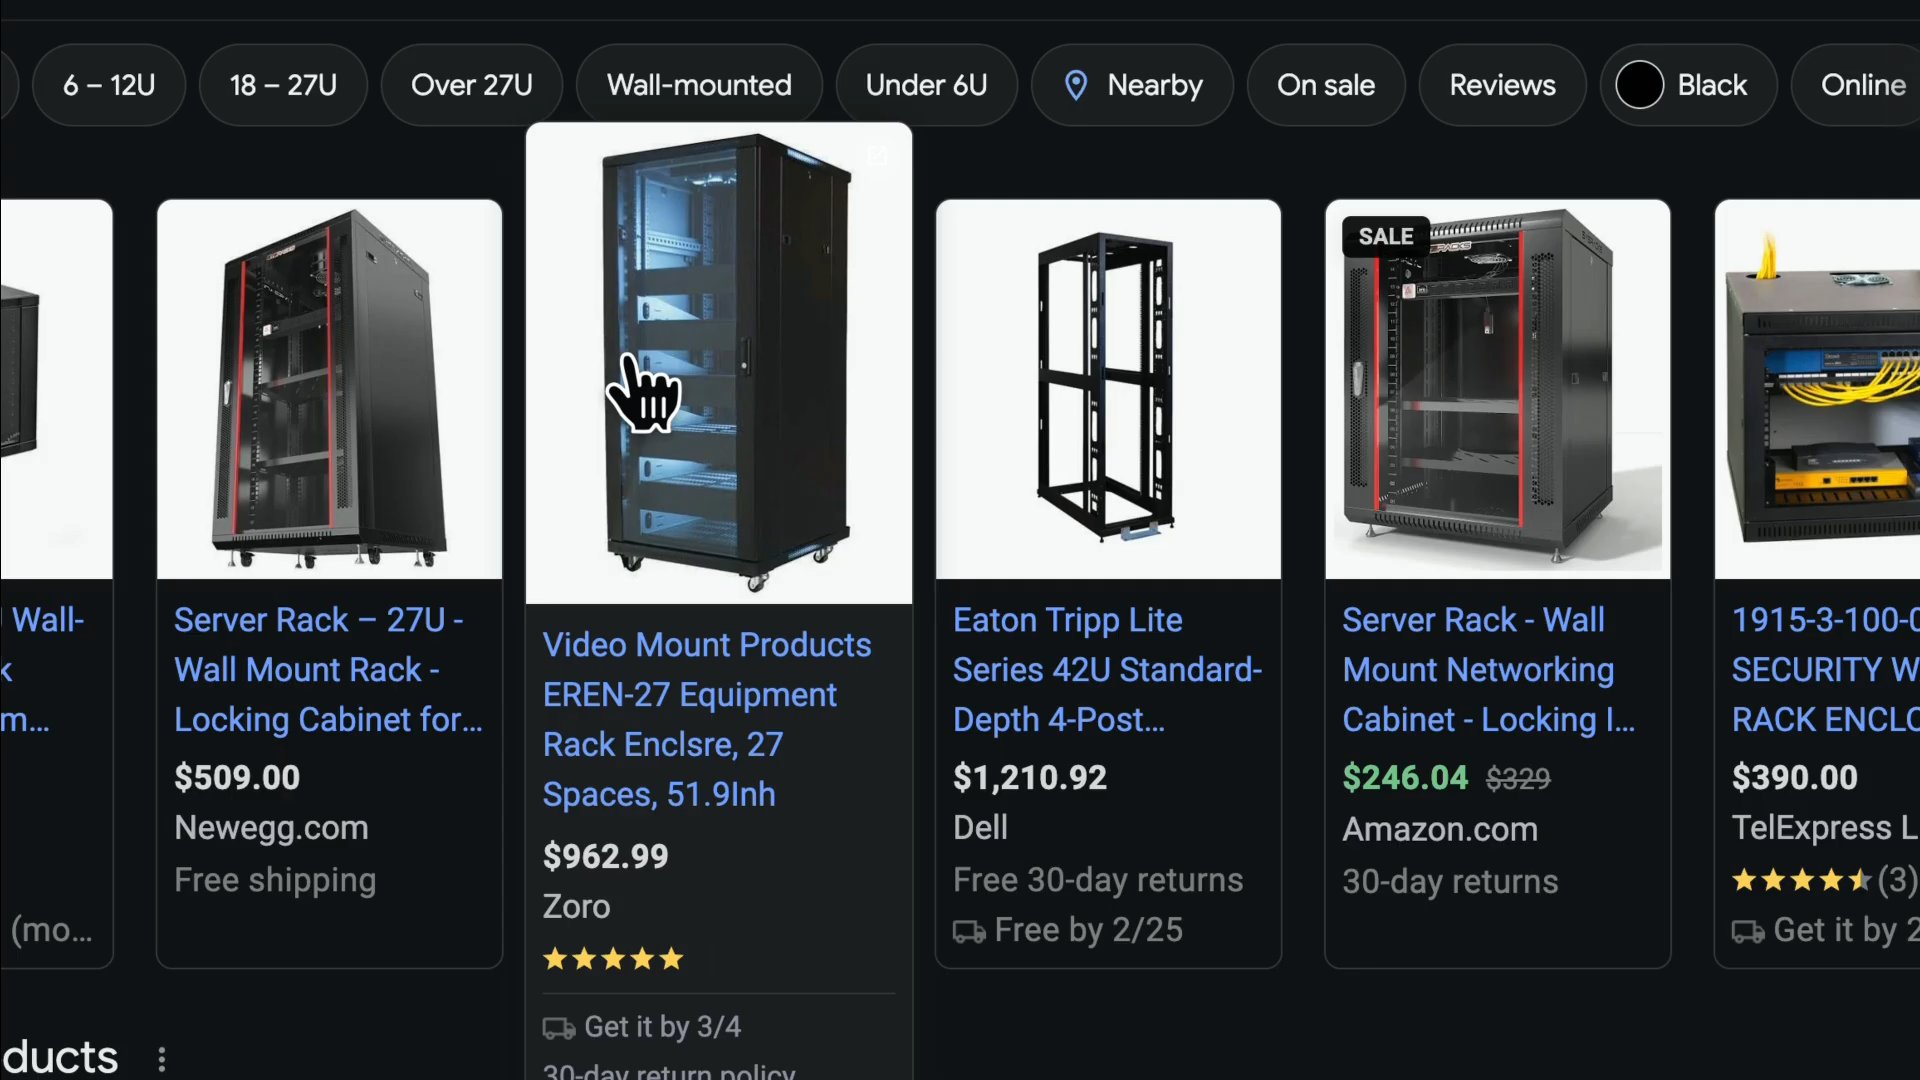 6 – 12U
18 – 27U
Over 27U
Wall-mounted
Under 6U
Nearby
On sale
Reviews
Black
Online
Wall-
k
m...
(mo...
Server Rack – 27U -
Wall Mount Rack -
Locking Cabinet for...
$509.00
Newegg.com
Free shipping
Video Mount Products
EREN-27 Equipment
Rack Enclsre, 27
Spaces, 51.9Inh
$962.99
Zoro
Get it by 3/4
30-day return policy
Eaton Tripp Lite
Series 42U Standard-
Depth 4-Post...
$1,210.92
Dell
Free 30-day returns
Free by 2/25
SALE
Server Rack - Wall
Mount Networking
Cabinet - Locking I...
$246.04 $329
Amazon.com
30-day returns
1915-3-100-0
SECURITY W
RACK ENCLO
$390.00
TelExpress L
(3)
Get it by 2
ducts